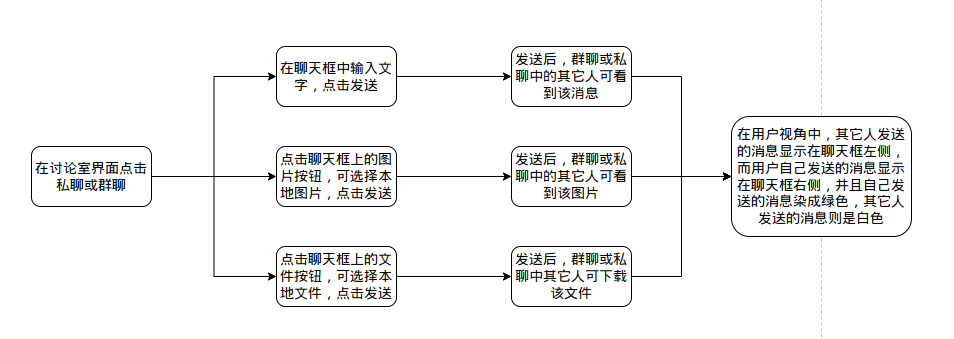 在讨论室界面点击
私聊或群聊
在聊天框中输入文
字，点击发送
发送后，群聊或私
聊中的其它人可看
到该消息
点击聊天框上的图
片按钮，可选择本
地图片，点击发送
发送后，群聊或私
聊中的其它人可看
到该图片
点击聊天框上的文
件按钮，可选择本
地文件，点击发送
发送后，群聊或私
聊中其它人可下载
该文件
在用户视角中，其它人发送
的消息显示在聊天框左侧，
而用户自己发送的消息显示
在聊天框右侧，并且自己发
送的消息染成绿色，其它人
发送的消息则是白色